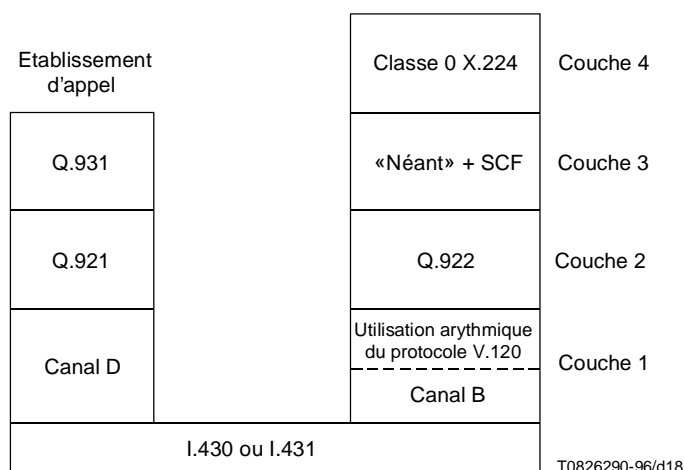 Etablissement
d'appel
Classe 0 X.224
Couche 4
Q.931
«Néant» + SCF
Couche 3
Q.921
Q.922
Couche 2
Canal D
Utilisation arythmique
du protocole V.120
Canal B
Couche 1
I.430 ou I.431
T0826290-96/d18